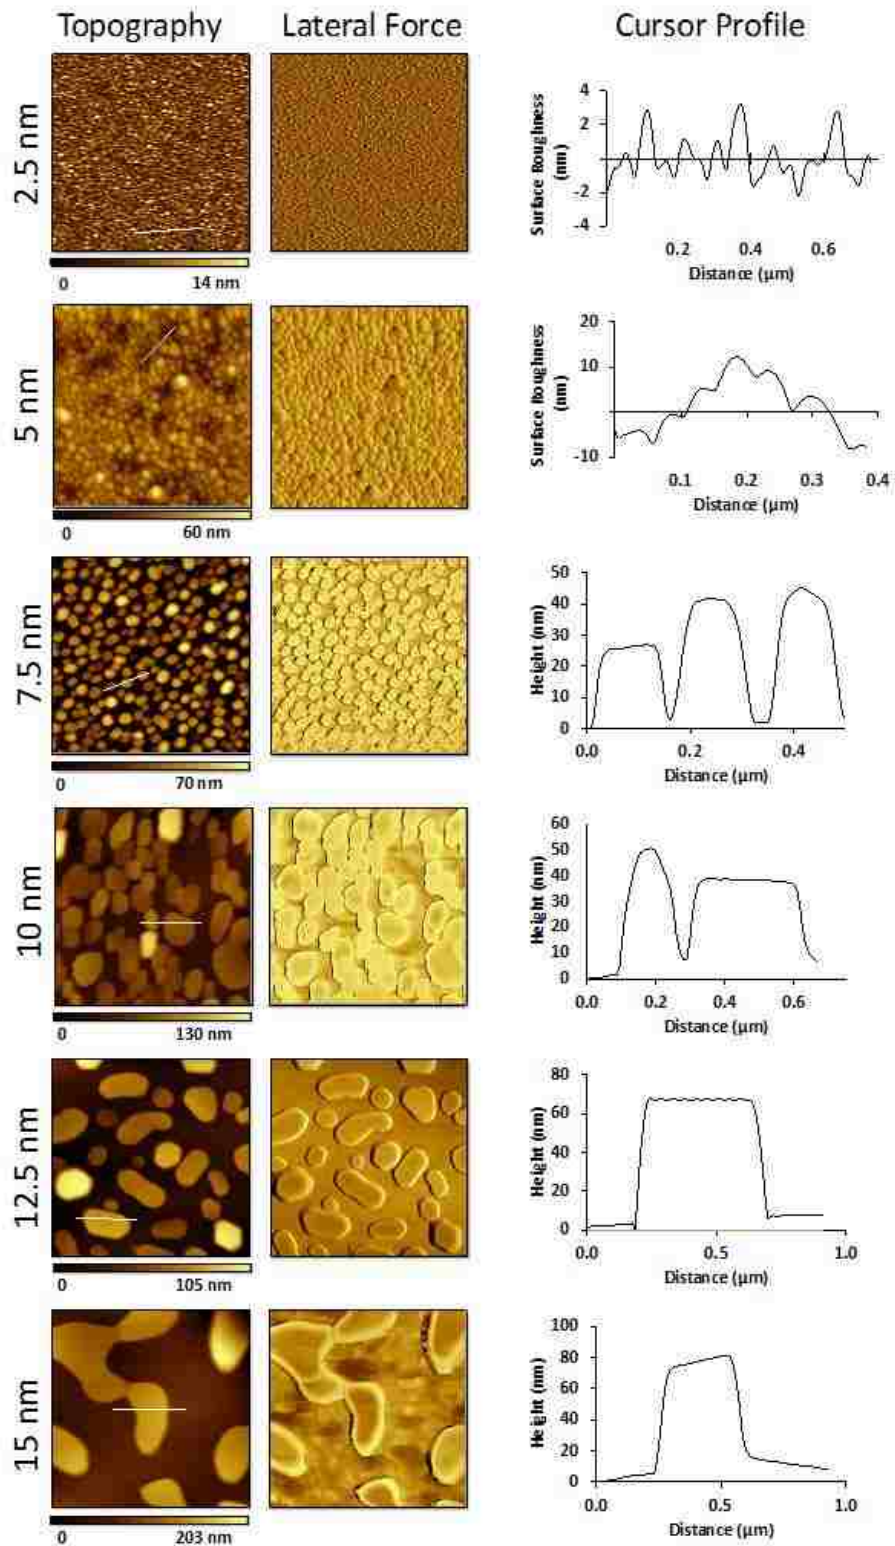 Topography Lateral Force Cursor Profile
2.5 nm
0 14 nm
Surface Roughness
(nm)
4
2
-2
-4
0.2 0.4 0.6
Distance (μm)
5 nm
0 60 nm
Surface Roughness
(nm)
20
10
-10
0.1 0.2 0.3 0.4
Distance (μm)
7.5 nm
0 70 nm
Height (nm)
50
40
30
20
10
0
0.0 0.2 0.4
Distance (μm)
10 nm
0 130 nm
Height (nm)
60
50
40
30
20
10
0
0.0 0.2 0.4 0.6
Distance (μm)
12.5 nm
0 105 nm
Height (nm)
80
60
40
20
0
0.0 0.5 1.0
Distance (μm)
15 nm
0 203 nm
Height (nm)
100
80
60
40
20
0
0.0 0.5 1.0
Distance (μm)